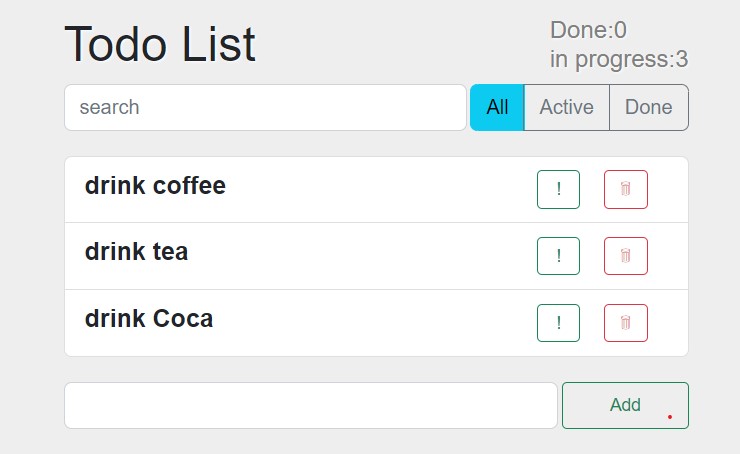 Todo List
Done:0
in progress:3
search
All Active Done
drink coffee !
drink tea !
drink Coca !
Add